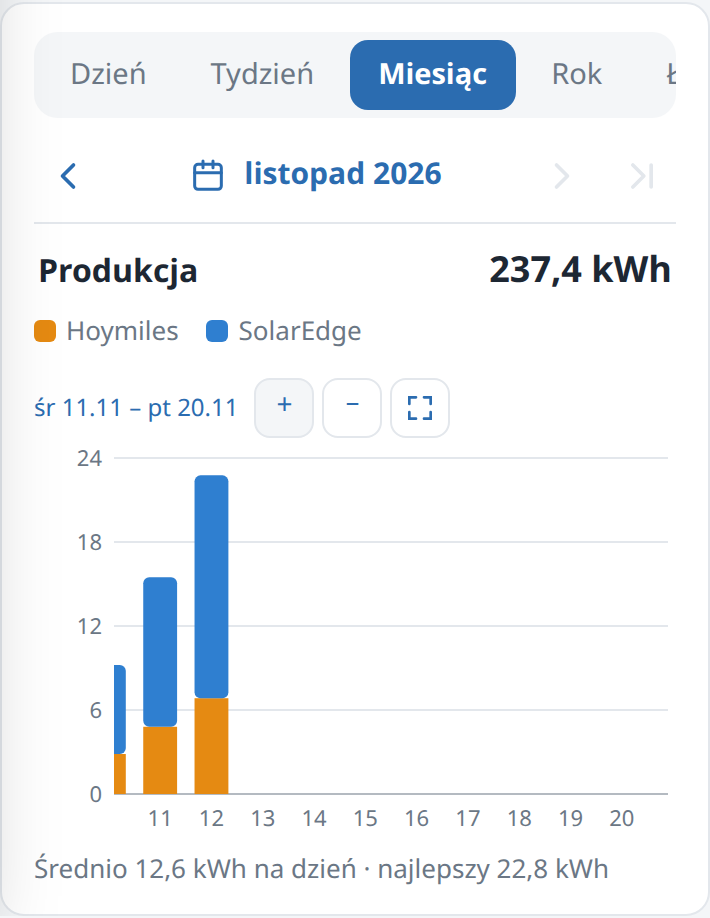 Dzień Tydzień Miesiąc Rok
listopad 2026
Produkcja 237,4 kWh
Hoymiles SolarEdge
śr 11.11 – pt 20.11 + −
24
18
12
6
0
11 12 13 14 15 16 17 18 19 20
Średnio 12,6 kWh na dzień · najlepszy 22,8 kWh